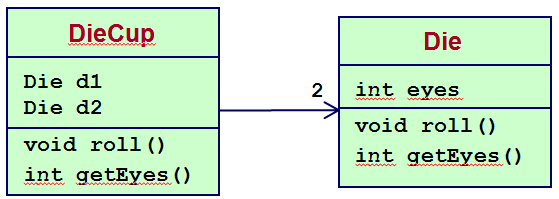 DieCup
Die d1
Die d2
void roll()
int getEyes()
2
Die
int eyes
void roll()
int getEyes()